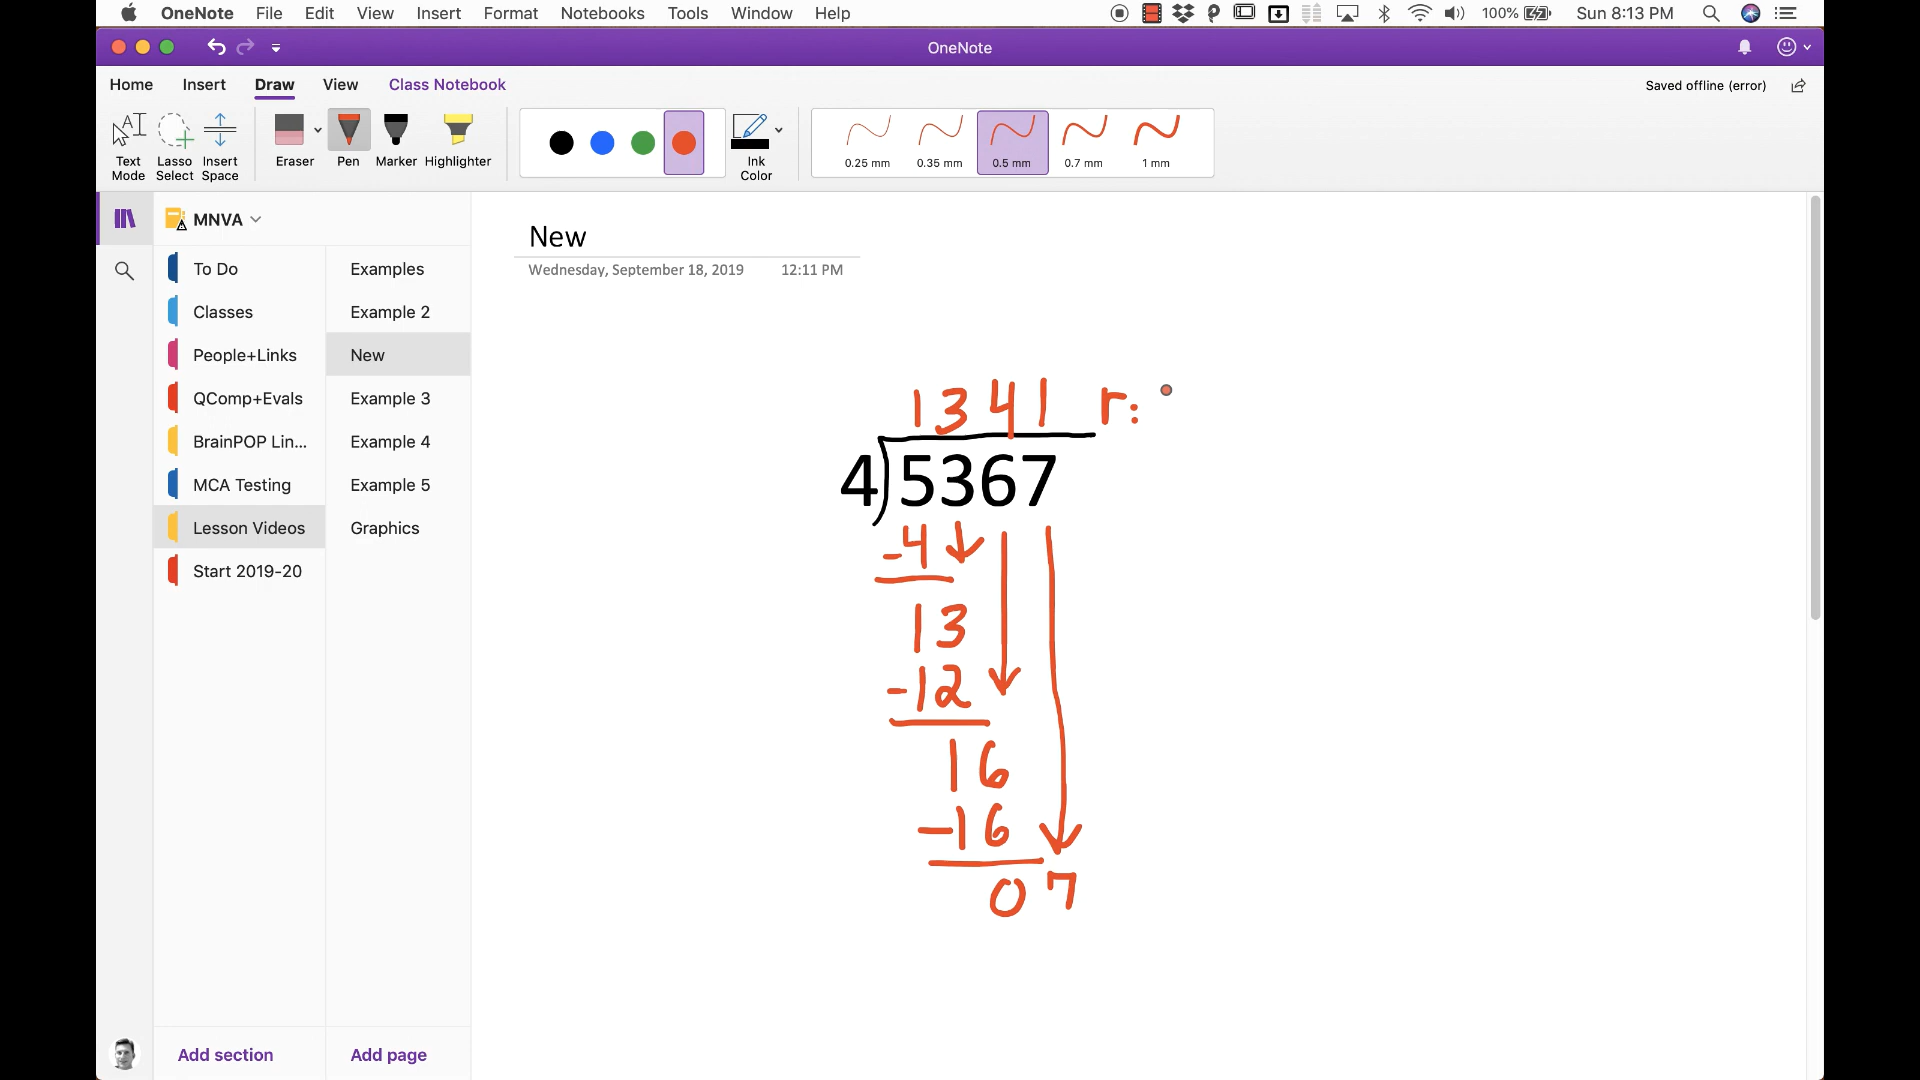 OneNote File Edit View Insert Format Notebooks Tools Window Help 100% Sun 8:13 PM
OneNote
Home Insert Draw View Class Notebook Saved offline (error)
Text Mode Lasso Select Insert Space Eraser Pen Marker Highlighter Ink Color 0.25 mm 0.35 mm 0.5 mm 0.7 mm 1 mm
MNVA
To Do
Classes
People+Links
QComp+Evals
BrainPOP Lin...
MCA Testing
Lesson Videos
Start 2019-20
Add section
Examples
Example 2
New
Example 3
Example 4
Example 5
Graphics
Add page
New
Wednesday, September 18, 2019 12:11 PM
1341 r:
4)5367
-4
13
-12
16
-16
07